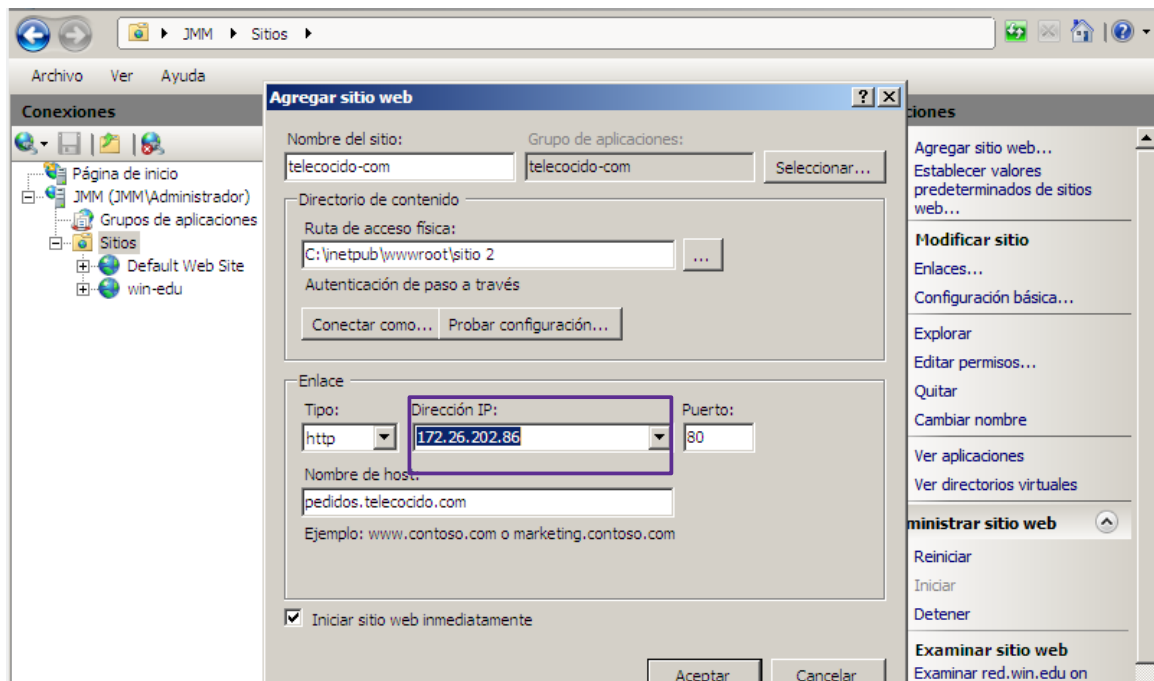 JMM Sitios
Archivo Ver Ayuda
Conexiones
Página de inicio
JMM (JMM\Administrador)
Grupos de aplicaciones
Sitios
Default Web Site
win-edu
Agregar sitio web
Nombre del sitio:
Grupo de aplicaciones:
telecocido-com
telecocido-com
Seleccionar...
Directorio de contenido
Ruta de acceso física:
C:\inetpub\wwwroot\sitio 2
...
Autenticación de paso a través
Conectar como...
Probar configuración...
Enlace
Tipo:
Dirección IP:
Puerto:
http
172.26.202.86
80
Nombre de host:
pedidos.telecocido.com
Ejemplo: www.contoso.com o marketing.contoso.com
Iniciar sitio web inmediatamente
Aceptar
Cancelar
ciones
Agregar sitio web...
Establecer valores
predeterminados de sitios
web...
Modificar sitio
Enlaces...
Configuración básica...
Explorar
Editar permisos...
Quitar
Cambiar nombre
Ver aplicaciones
Ver directorios virtuales
ministrar sitio web
Reiniciar
Iniciar
Detener
Examinar sitio web
Examinar red.win.edu on